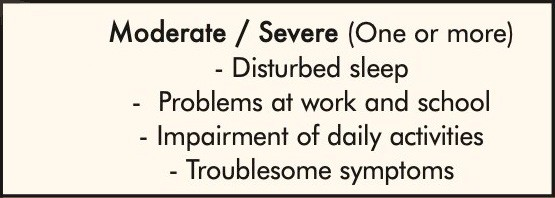 Moderate / Severe (One or more)
- Disturbed sleep
- Problems at work and school
- Impairment of daily activities
- Troublesome symptoms